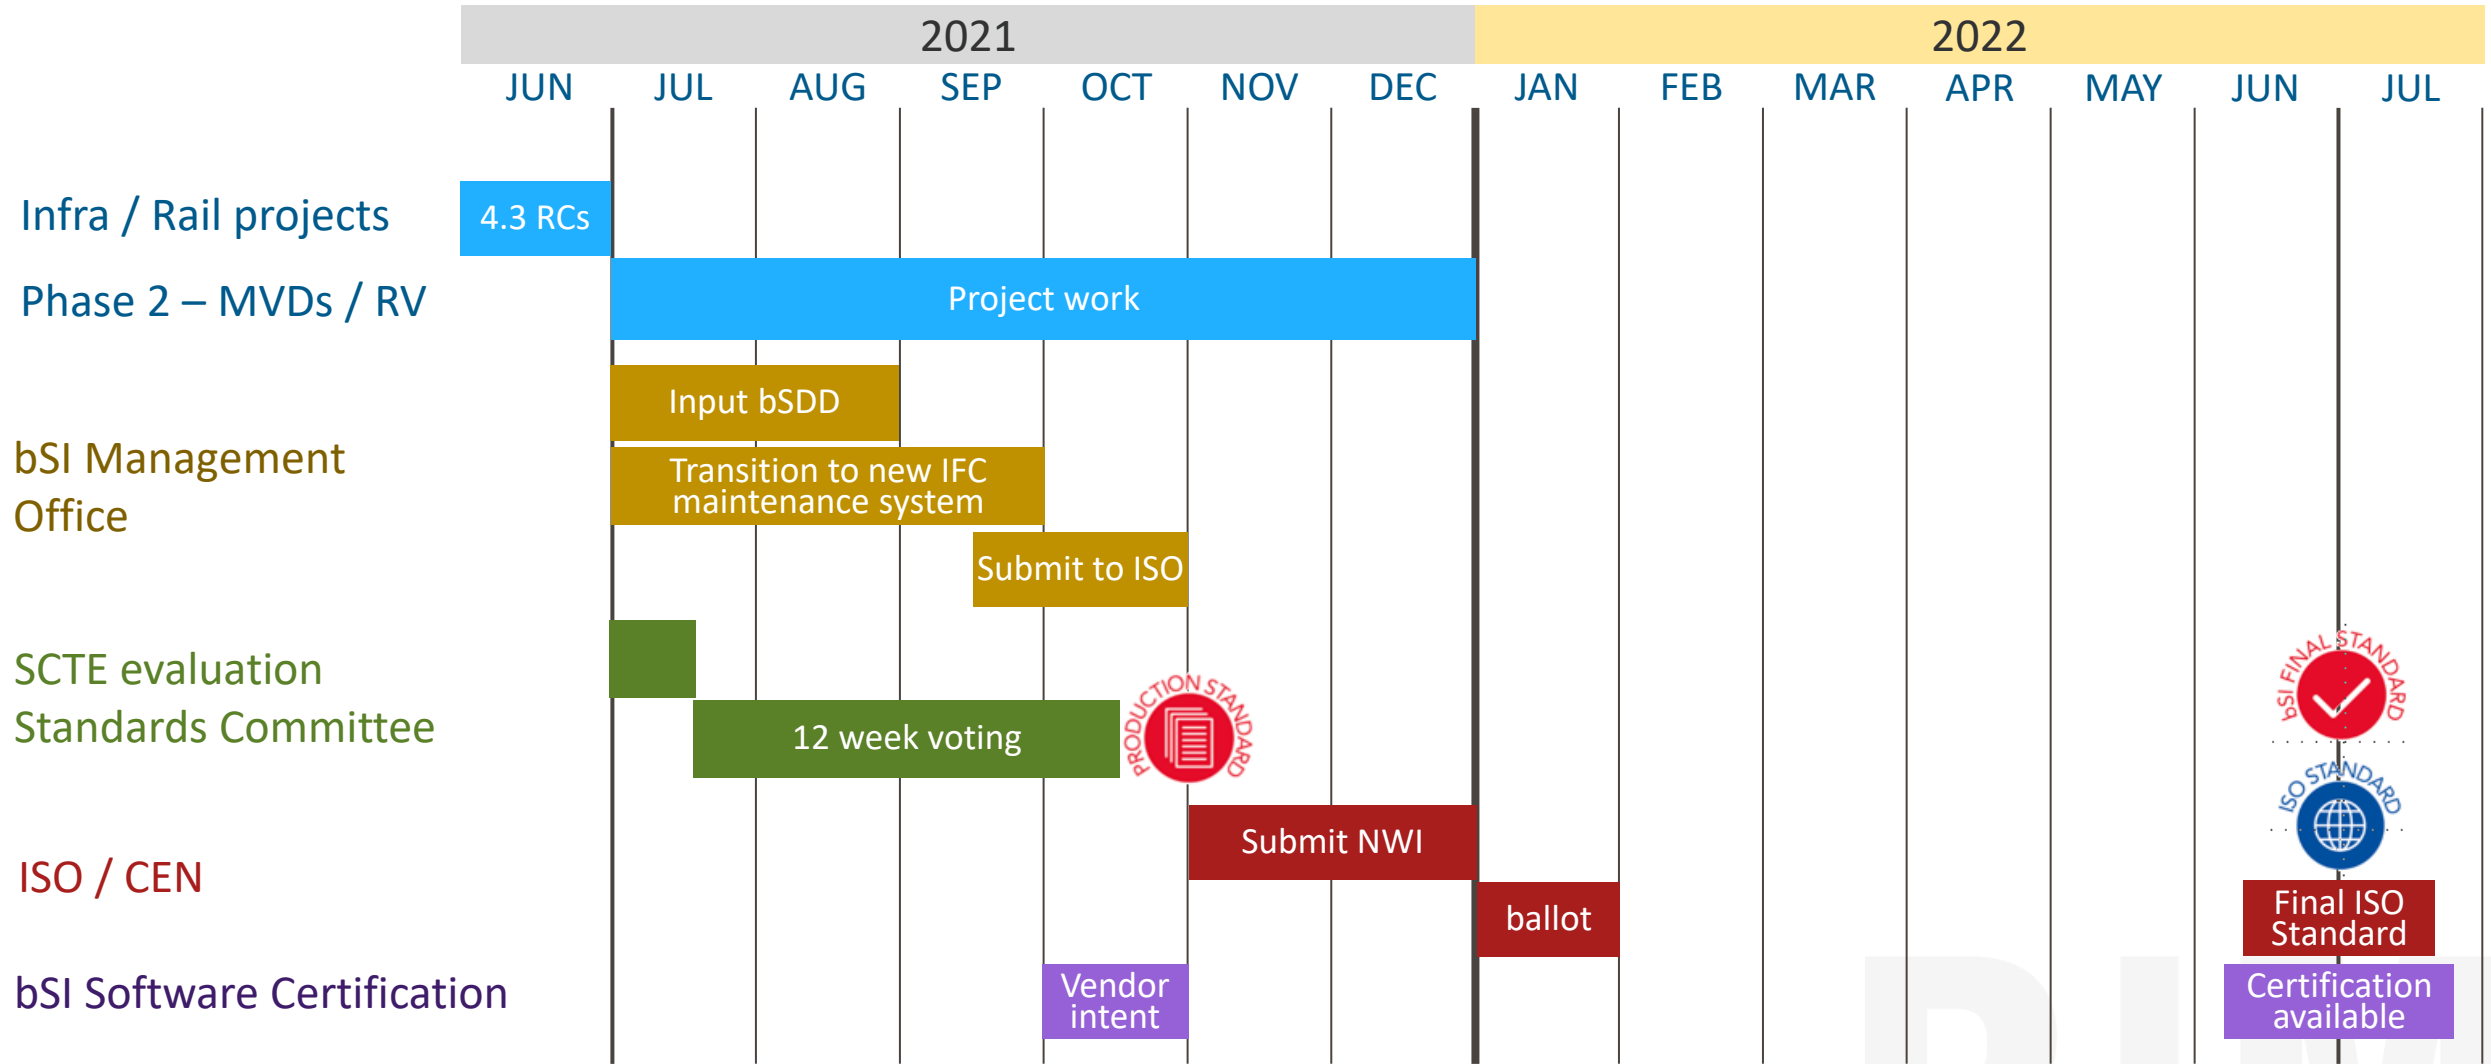 2021
2022
JUN
JUL
AUG
SEP
OCT
NOV
DEC
JAN
FEB
MAR
APR
MAY
JUN
JUL
Infra / Rail projects
4.3 RCs
Phase 2 – MVDs / RV
Project work
Input bSDD
bSI Management
Office
Transition to new IFC
maintenance system
Submit to ISO
SCTE evaluation
Standards Committee
12 week voting
PRODUCTION STANDARD
bSI FINAL STANDARD
ISO STANDARD
ISO / CEN
Submit NWI
ballot
Final ISO
Standard
bSI Software Certification
Vendor
intent
Certification
available